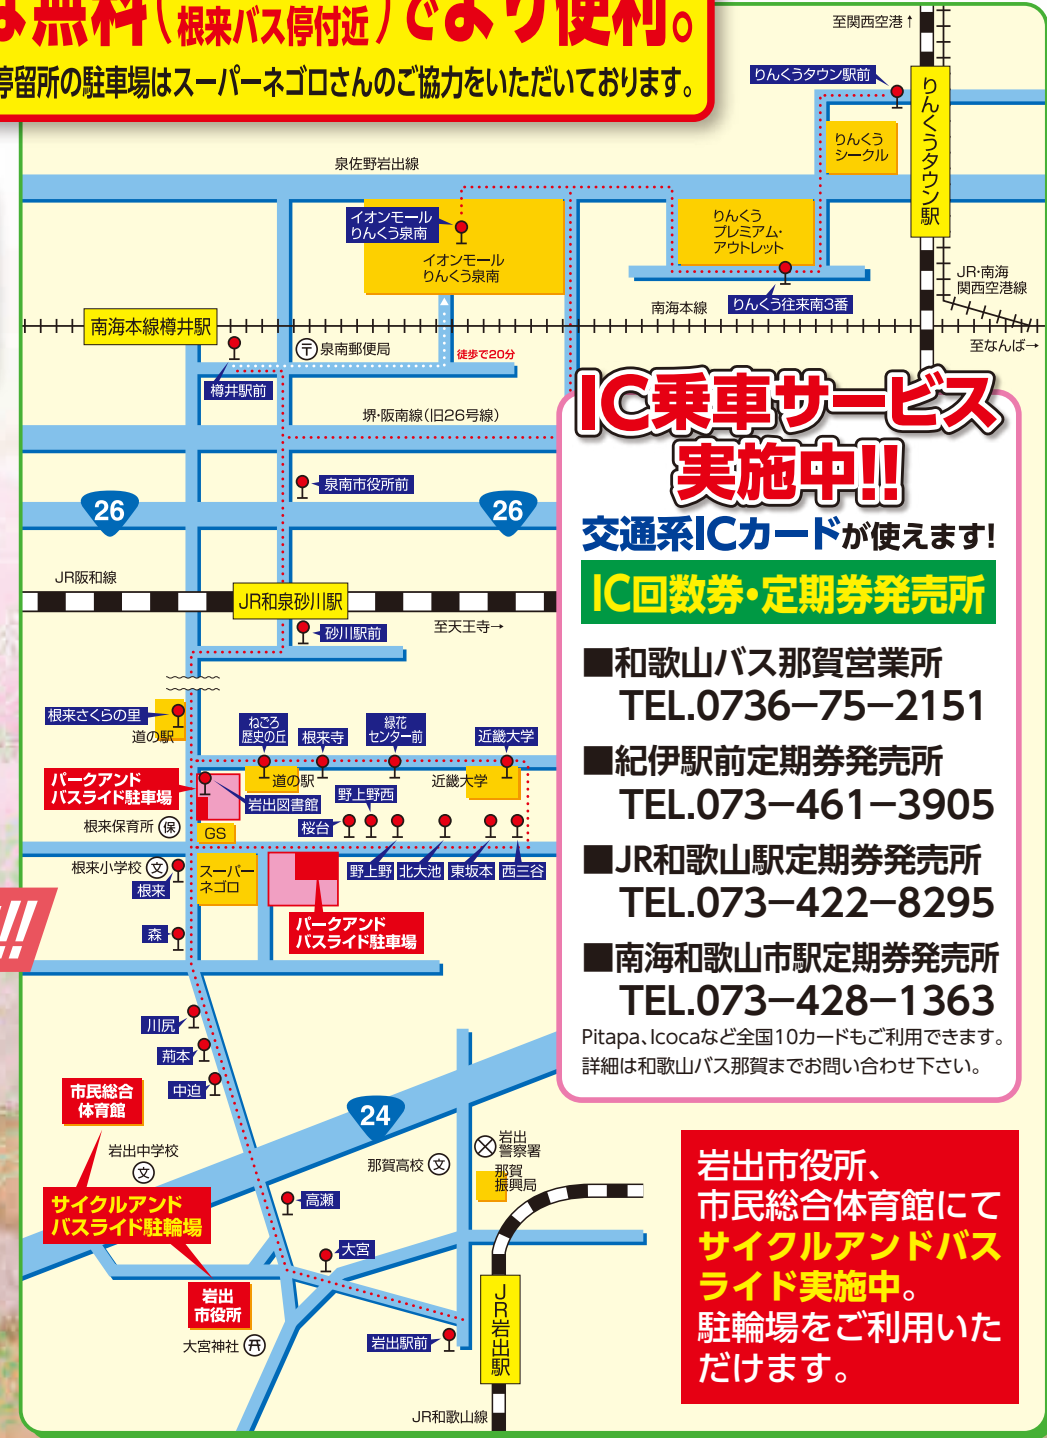 は無料(根来バス停付近)でより便利。
停留所の駐車場はスーパーネゴロさんのご協力をいただいております。
至関西空港↑
りんくうタウン駅前
りんくうタウン駅
りんくう
シークル
泉佐野岩出線
イオンモール
りんくう泉南
イオンモール
りんくう泉南
りんくう
プレミアム・
アウトレット
JR・南海
関西空港線
りんくう往来南3番
南海本線
南海本線樽井駅
〒泉南郵便局
徒歩で20分
至なんば→
樽井駅前
堺・阪南線(旧26号線)
泉南市役所前
26
26
JR阪和線
JR和泉砂川駅
至天王寺→
砂川駅前
根来さくらの里
道の駅
ねごろ
歴史の丘
根来寺
緑花
センター前
近畿大学
パークアンド
バスライド駐車場
道の駅
近畿大学
岩出図書館
野上野西
根来保育所 保
GS
桜台
根来小学校 文
スーパー
ネゴロ
野上野
北大池
東坂本
西三谷
根来
パークアンド
バスライド駐車場
森
!!
川尻
荊本
中迫
市民総合
体育館
24
岩出中学校
文
岩出
警察署
那賀高校 文
那賀
振興局
サイクルアンド
バスライド駐輪場
高瀬
大宮
岩出
市役所
大宮神社
岩出駅前
JR岩出駅
JR和歌山線
IC乗車サービス
実施中!!
交通系ICカードが使えます!
IC回数券・定期券発売所
■和歌山バス那賀営業所
TEL.0736−75−2151
■紀伊駅前定期券発売所
TEL.073−461−3905
■JR和歌山駅定期券発売所
TEL.073−422−8295
■南海和歌山市駅定期券発売所
TEL.073−428−1363
Pitapa、Icocaなど全国10カードもご利用できます。
詳細は和歌山バス那賀までお問い合わせ下さい。
岩出市役所、
市民総合体育館にて
サイクルアンドバス
ライド実施中。
駐輪場をご利用いた
だけます。